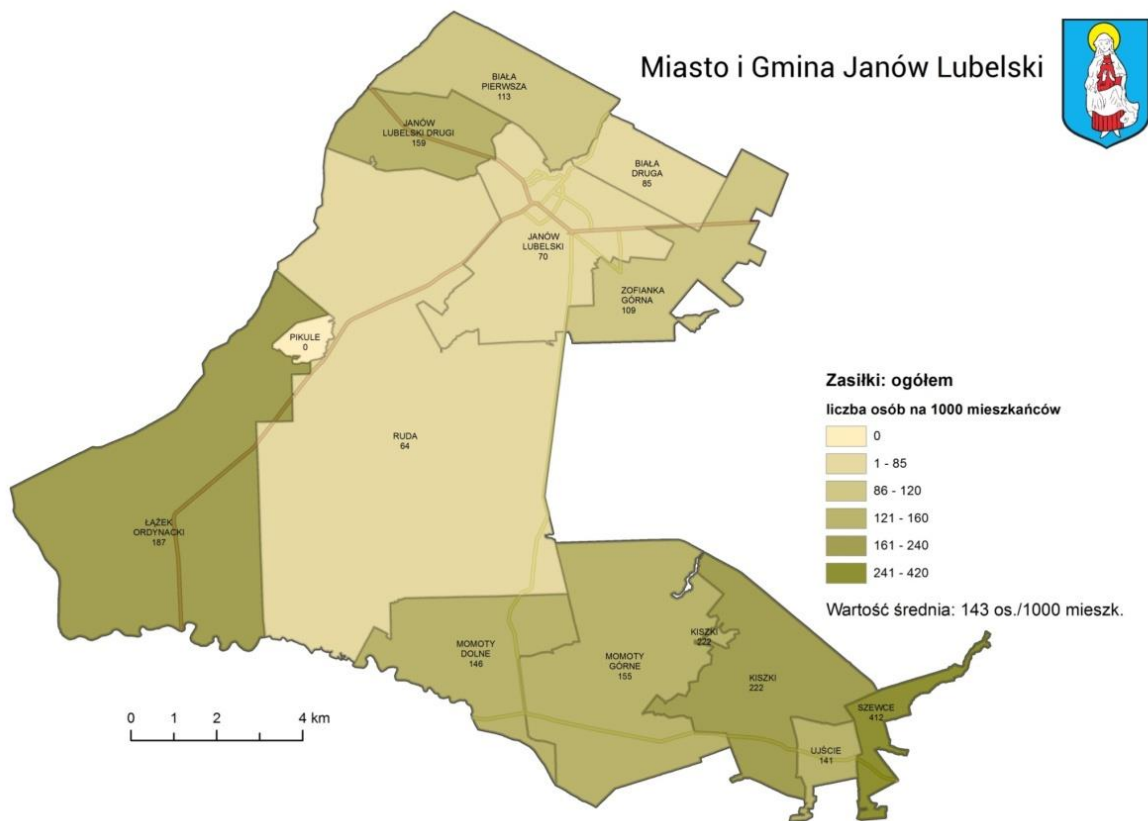 Miasto i Gmina Janów Lubelski
BIAŁA
PIERWSZA
113
JANÓW
LUBELSKI DRUGI
159
BIAŁA
DRUGA
85
JANÓW
LUBELSKI
70
ZOFIANKA
GÓRNA
109
PIKULE
0
RUDA
64
ŁĄŻEK
ORDYNACKI
187
Zasiłki: ogółem
liczba osób na 1000 mieszkańców
0
1 - 85
86 - 120
121 - 160
161 - 240
241 - 420
Wartość średnia: 143 os./1000 mieszk.
MOMOTY
DOLNE
146
MOMOTY
GÓRNE
155
KISZKI
222
KISZKI
222
SZEWCE
412
UJŚCIE
141
0 1 2 4 km